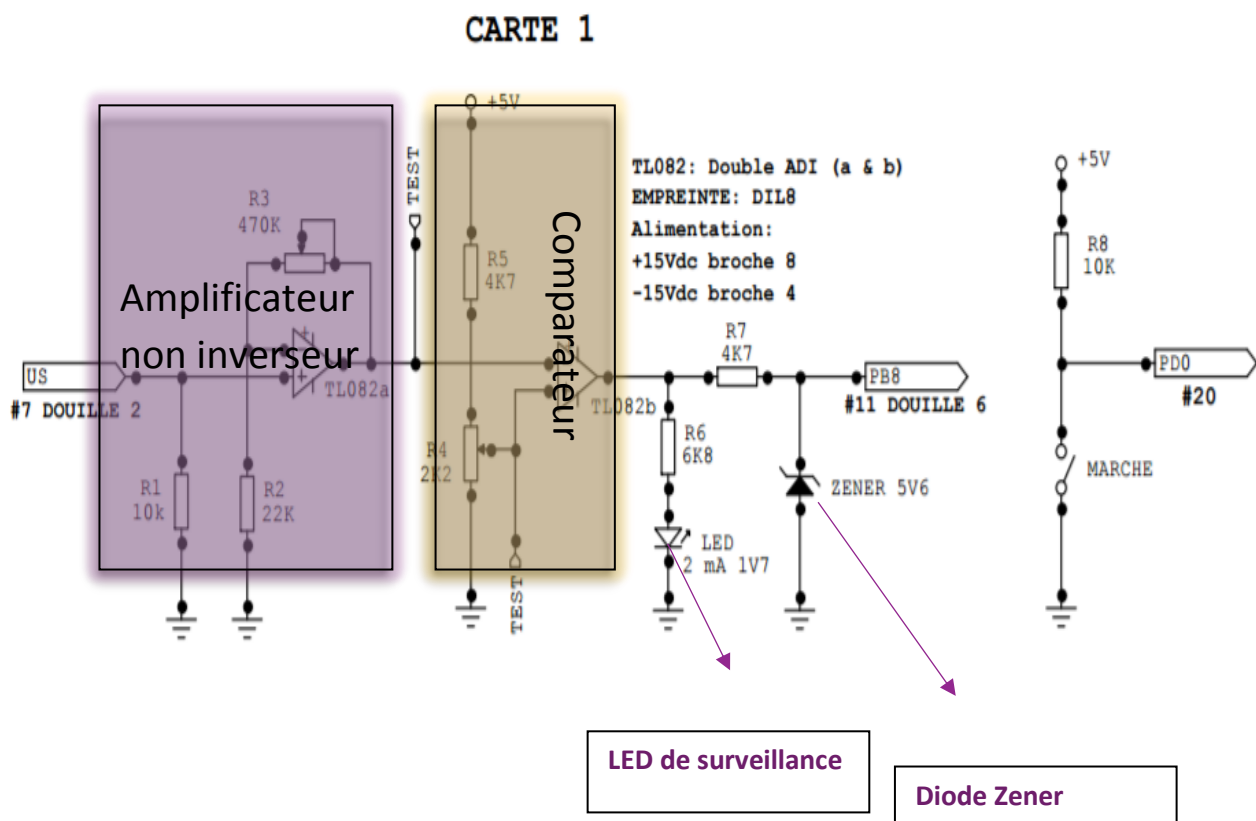 CARTE 1
+5V
TEST
R3
470K
Amplificateur
non inverseur
TL082a
US
#7 DOUILLE 2
R1
10k
R2
22K
R5
4K7
Comparateur
R4
2K2
TEST
TL082b
TL082: Double ADI (a & b)
EMPREINTE: DIL8
Alimentation:
+15Vdc broche 8
-15Vdc broche 4
R7
4K7
PB8
#11 DOUILLE 6
R6
6K8
LED
2 mA 1V7
ZENER 5V6
+5V
R8
10K
PD0
#20
MARCHE
LED de surveillance
Diode Zener